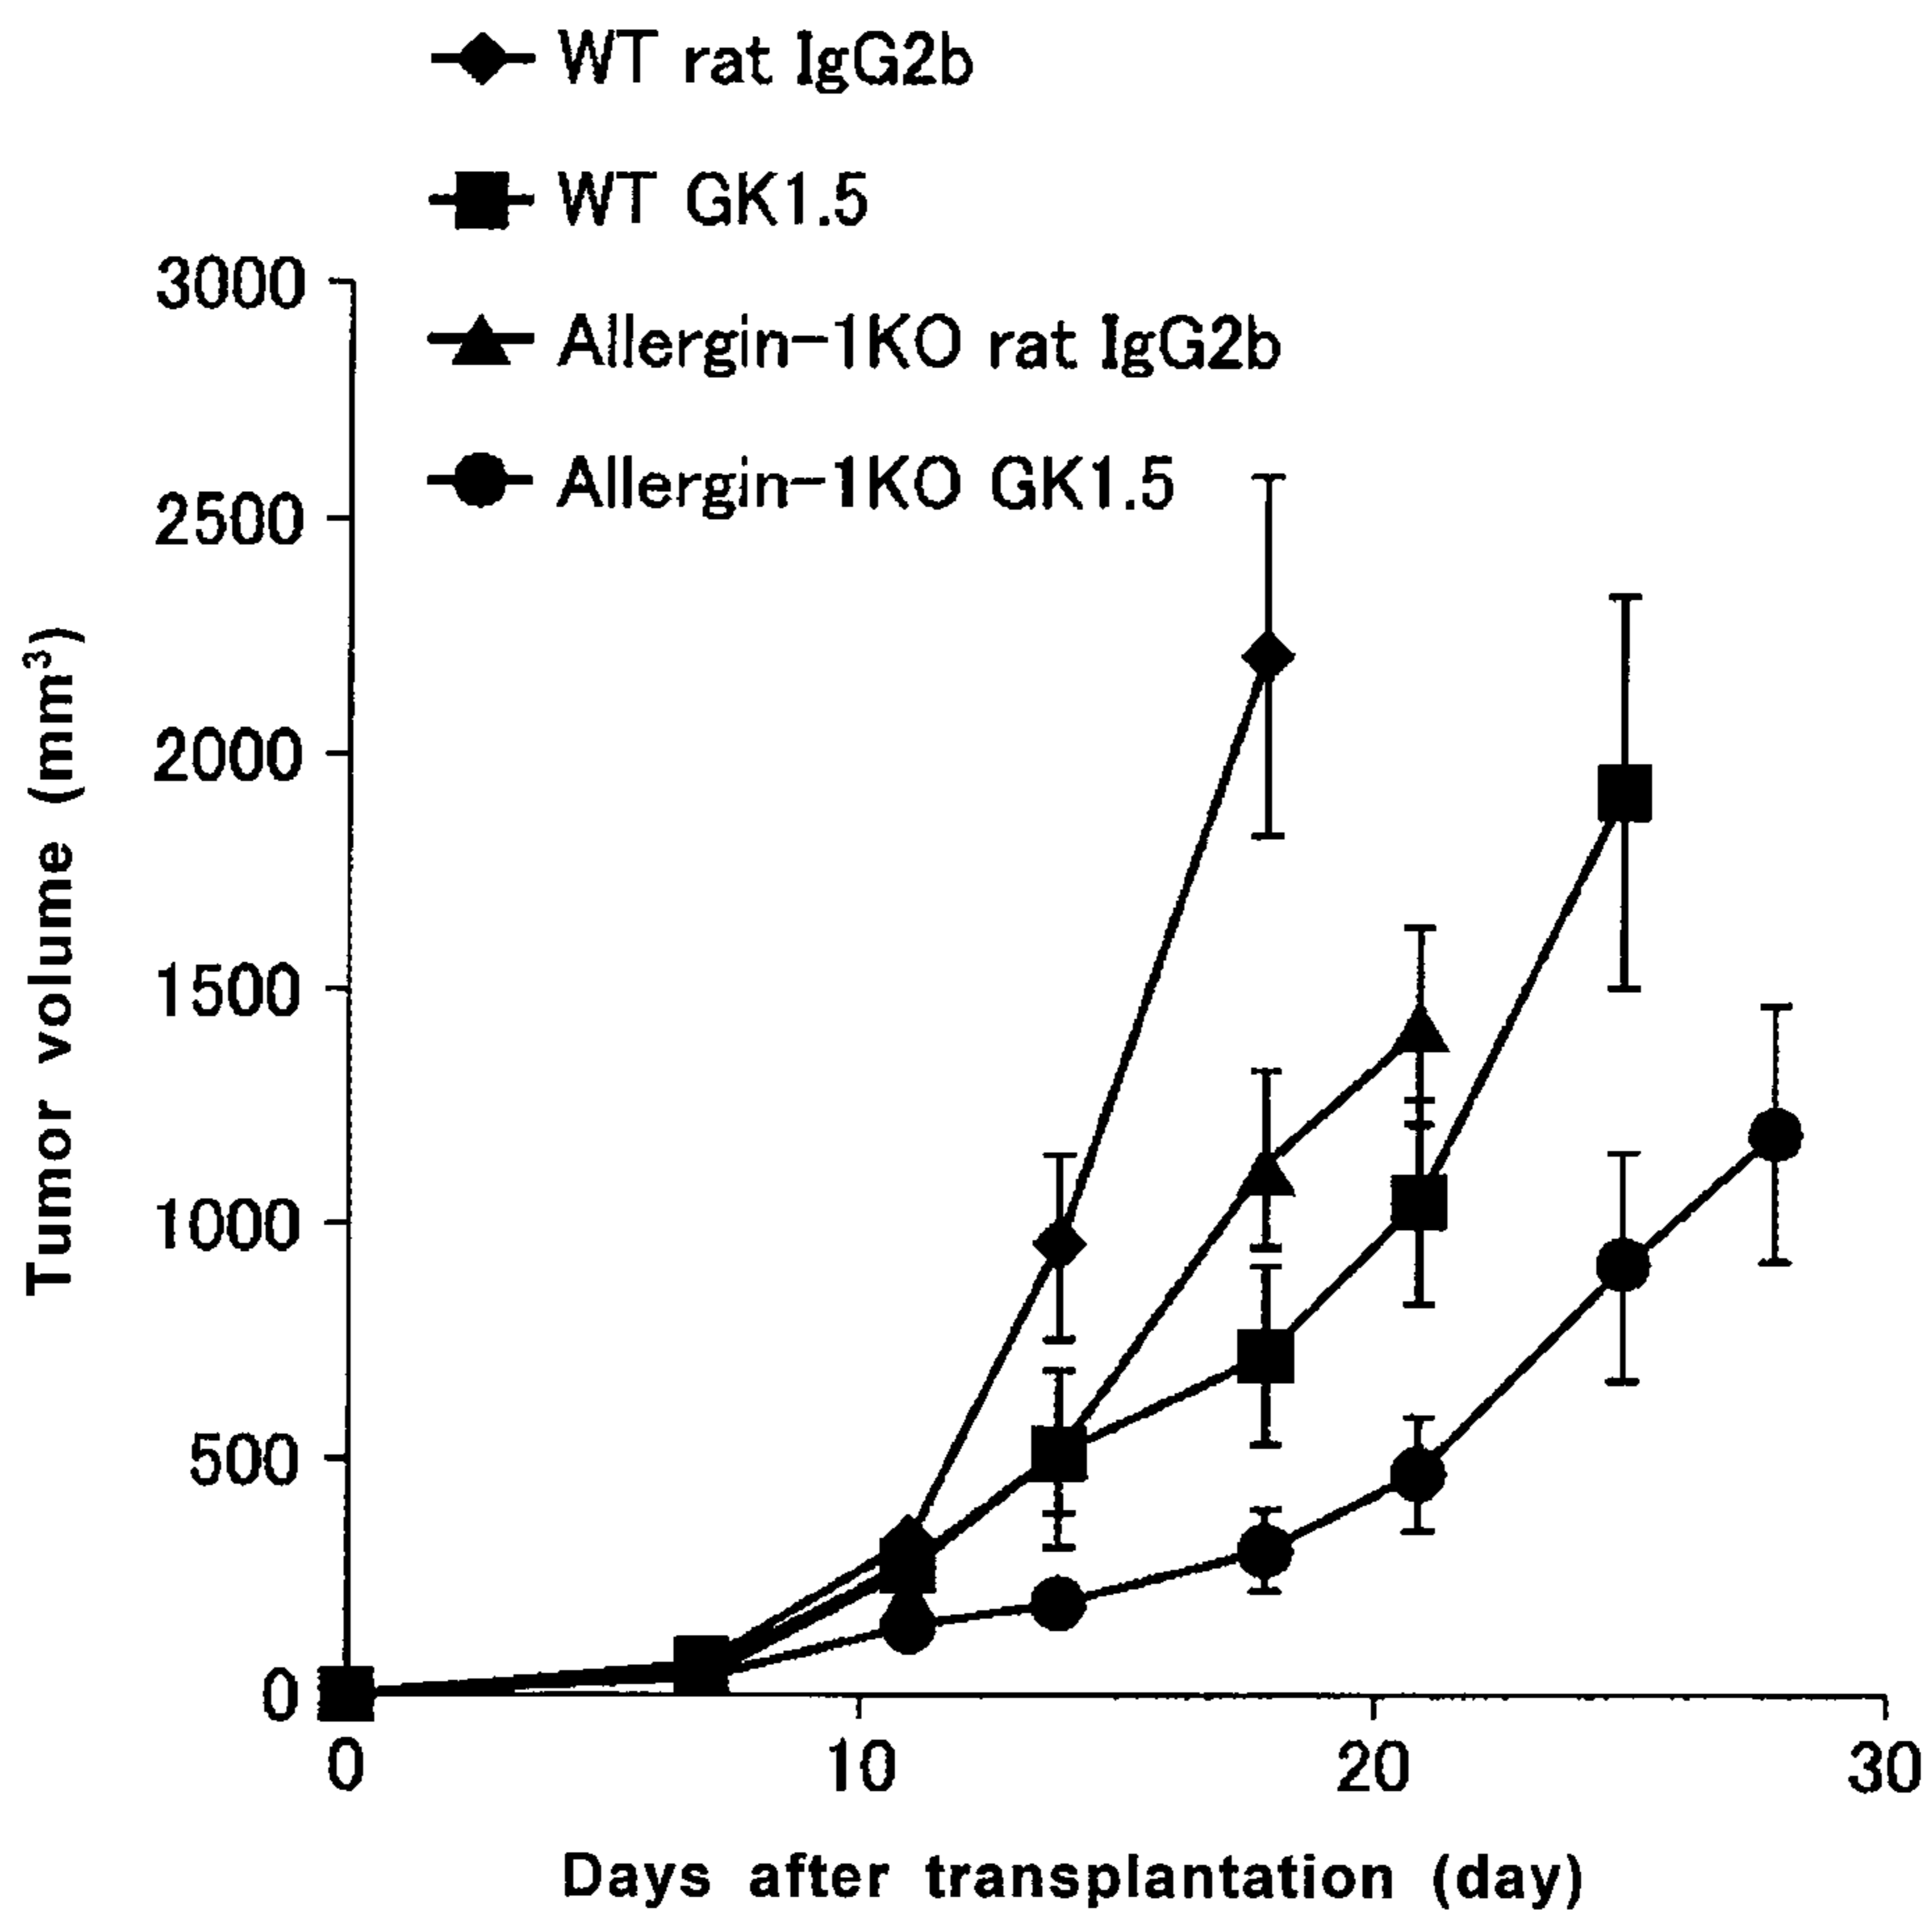 WT rat IgG2b
WT GK1.5
Allergin-1KO rat IgG2b
Allergin-1KO GK1.5
Tumor volume (mm³)
3000
2500
2000
1500
1000
500
0
0 10 20 30
Days after transplantation (day)